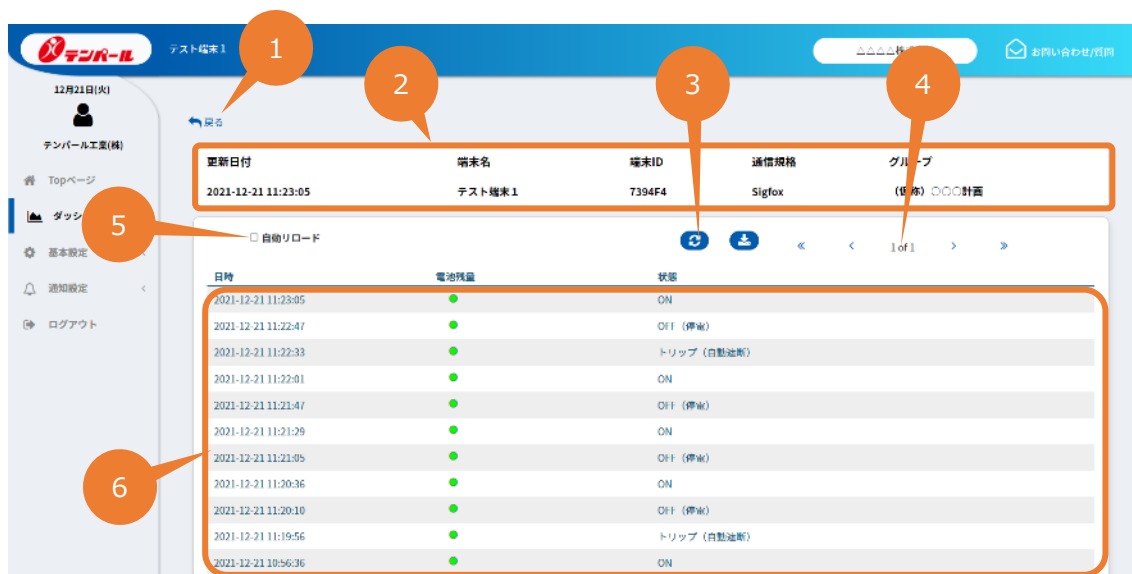 テンパール テスト端末1 1 2 3 4 △△△△株 お問い合わせ/質問
12月21日(火)
テンパール工業(株)
戻る
更新日付 端末名 端末ID 通信規格 グループ
2021-12-21 11:23:05 テスト端末1 7394F4 Sigfox (仮称)〇〇〇計画
Topページ
ダッシ
基本設定
通知設定
ログアウト
5
自動リロード « < 1 of 1 > »
日時 電池残量 状態
2021-12-21 11:23:05 ON
2021-12-21 11:22:47 OFF(停電)
2021-12-21 11:22:33 トリップ(自動遮断)
2021-12-21 11:22:01 ON
2021-12-21 11:21:47 OFF(停電)
2021-12-21 11:21:29 ON
2021-12-21 11:21:05 OFF(停電)
2021-12-21 11:20:36 ON
6
2021-12-21 11:20:10 OFF(停電)
2021-12-21 11:19:56 トリップ(自動遮断)
2021-12-21 10:56:36 ON